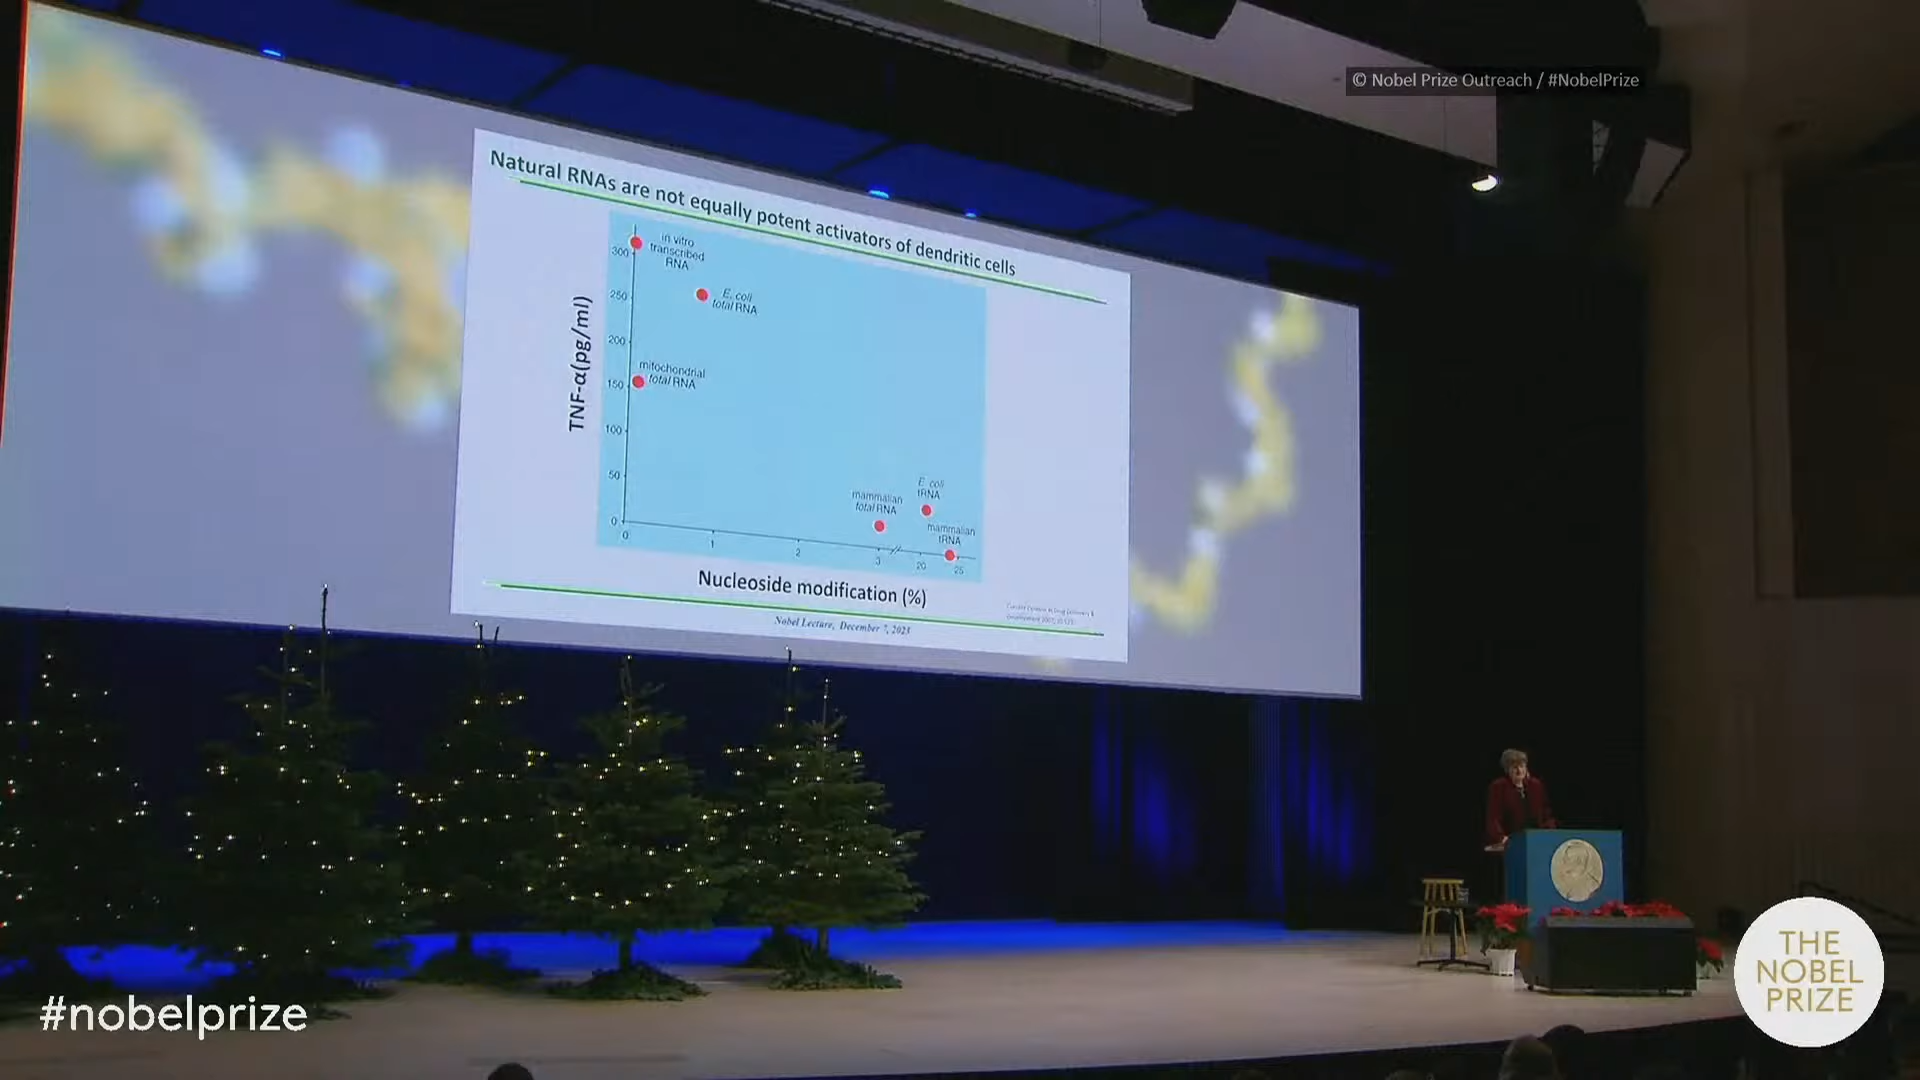 © Nobel Prize Outreach / #NobelPrize
Natural RNAs are not equally potent activators of dendritic cells
TNF-α(pg/ml)
300
250
200
150
100
50
0
in vitro
transcribed
RNA
E. coli
total RNA
mitochondrial
total RNA
mammalian
total RNA
E. coli
tRNA
mammalian
tRNA
0
1
2
3
20
25
Nucleoside modification (%)
Nobel Lecture, December 7, 2023
#nobelprize
THE
NOBEL
PRIZE